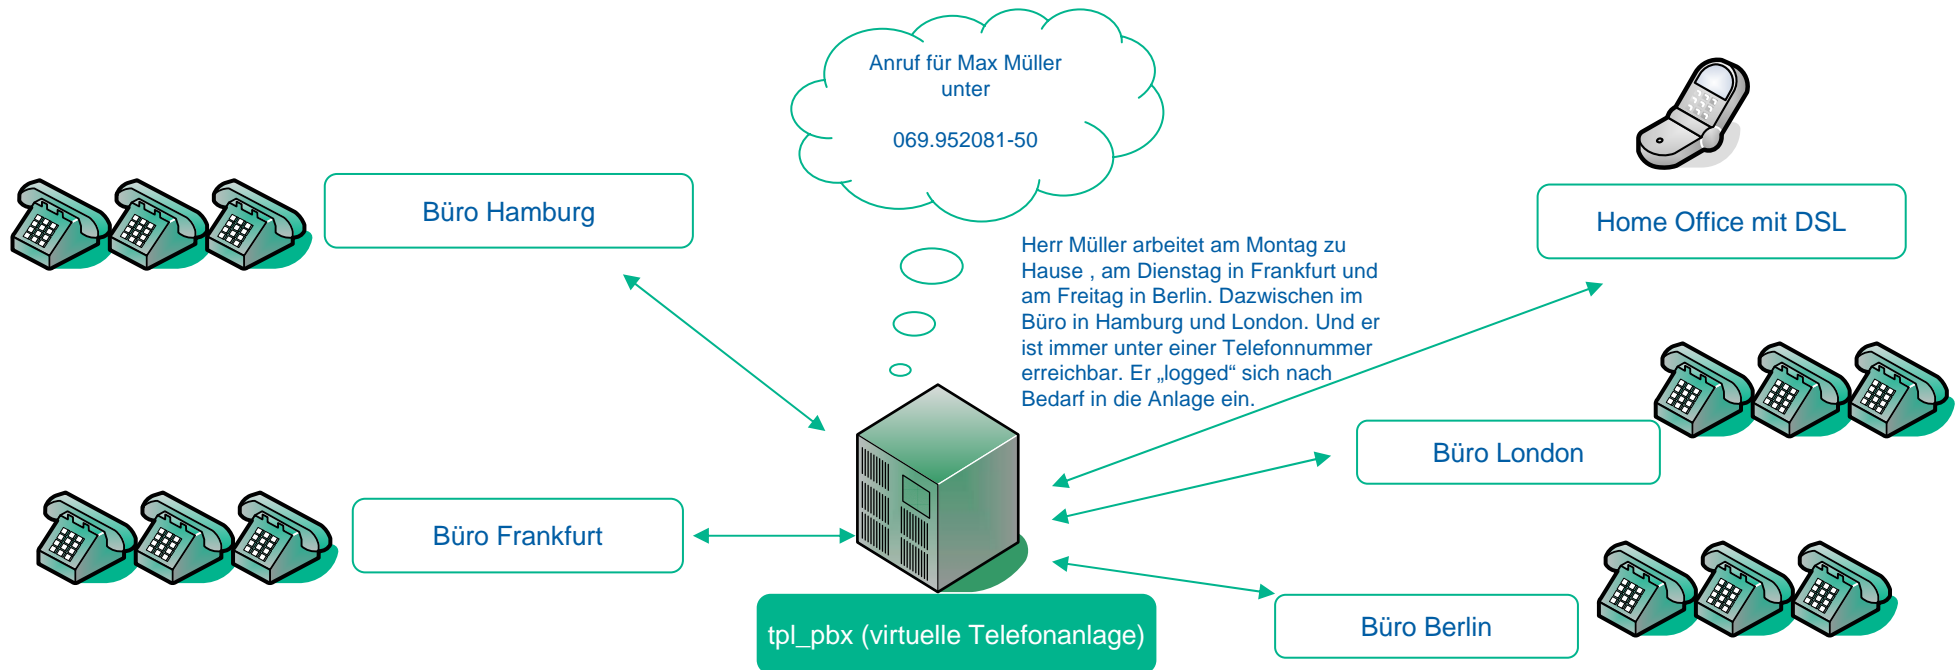 Anruf für Max Müller
unter
069.952081-50
Büro Hamburg
Home Office mit DSL
Herr Müller arbeitet am Montag zu
Hause , am Dienstag in Frankfurt und
am Freitag in Berlin. Dazwischen im
Büro in Hamburg und London. Und er
ist immer unter einer Telefonnummer
erreichbar. Er „logged“ sich nach
Bedarf in die Anlage ein.
Büro London
Büro Frankfurt
Büro Berlin
tpl_pbx (virtuelle Telefonanlage)